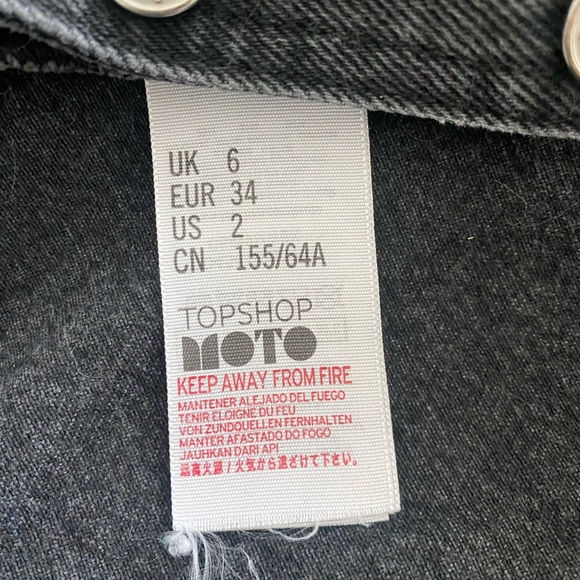 UK 6
EUR 34
US 2
CN 155/64A
TOPSHOP
MOTO
KEEP AWAY FROM FIRE
MANTENER ALEJADO DEL FUEGO
TENIR ELOIGNE DU FEU
VON ZUNDQUELLEN FERNHALTEN
MANTER AFASTADO DO FOGO
JAUHKAN DARI API
远离火源 / 火気から遠ざけて下さい。